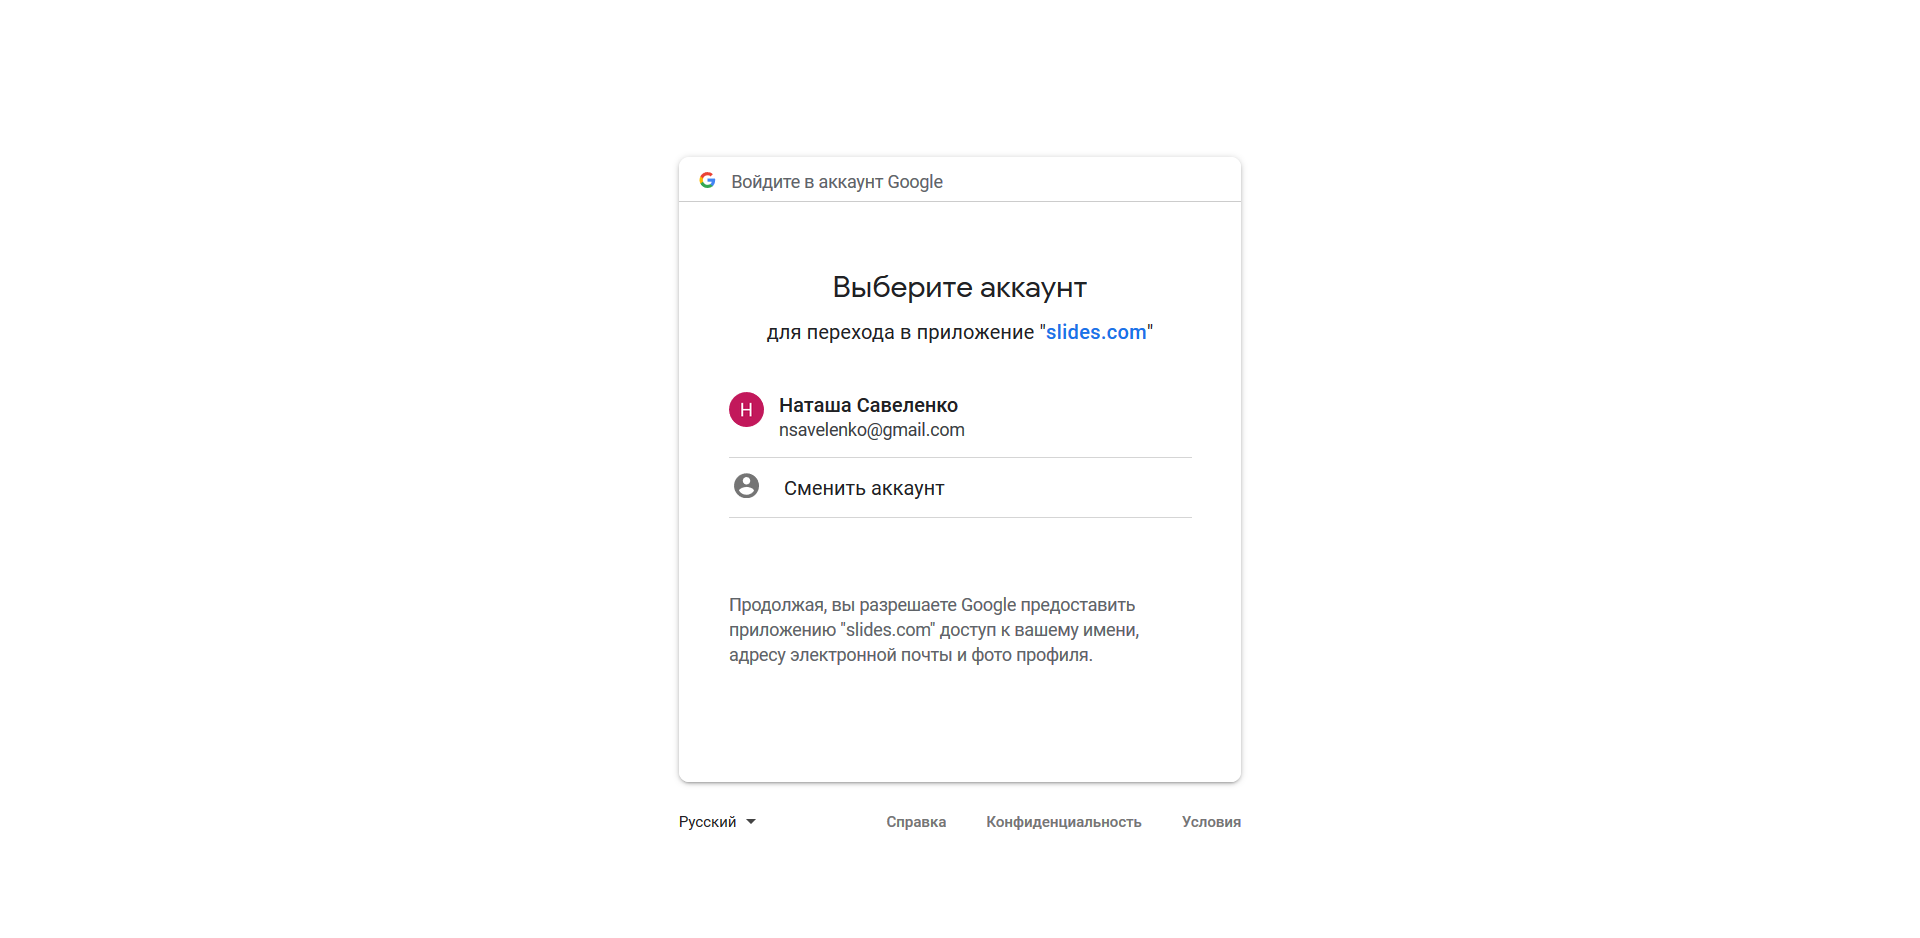 Войдите в аккаунт Google
Выберите аккаунт
для перехода в приложение "slides.com"
Н
Наташа Савеленко
nsavelenko@gmail.com
Сменить аккаунт
Продолжая, вы разрешаете Google предоставить
приложению "slides.com" доступ к вашему имени,
адресу электронной почты и фото профиля.
Русский
Справка
Конфиденциальность
Условия